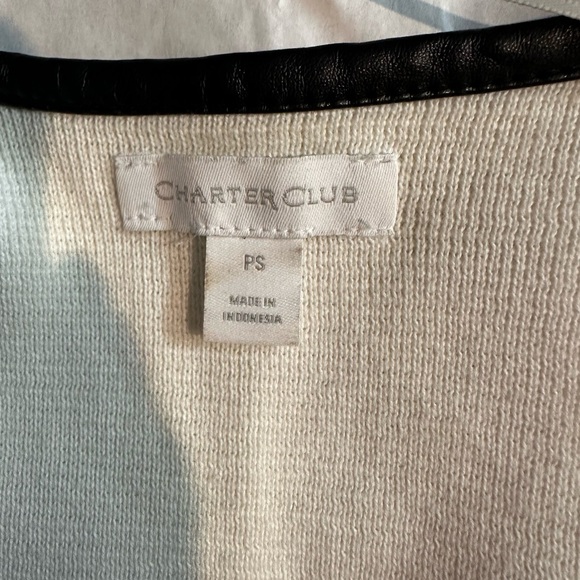 CHARTER CLUB
PS
MADE IN
INDONESIA